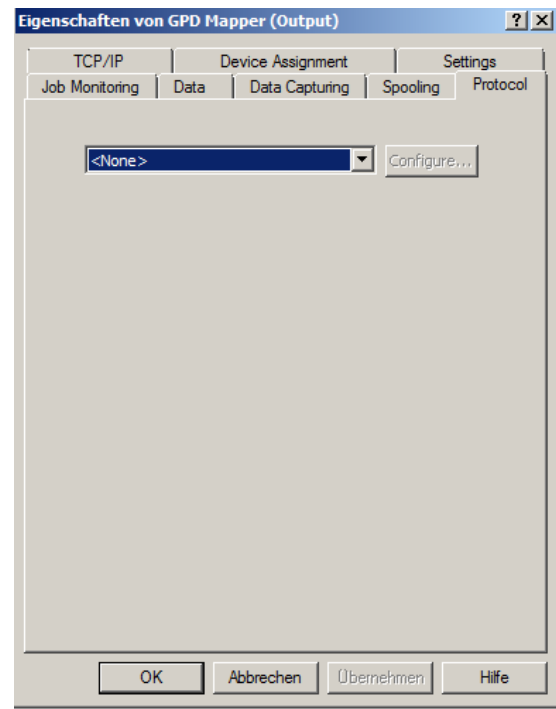 Eigenschaften von GPD Mapper (Output)
TCP/IP Device Assignment Settings
Job Monitoring Data Data Capturing Spooling Protocol
<None> Configure...
OK Abbrechen Übernehmen Hilfe